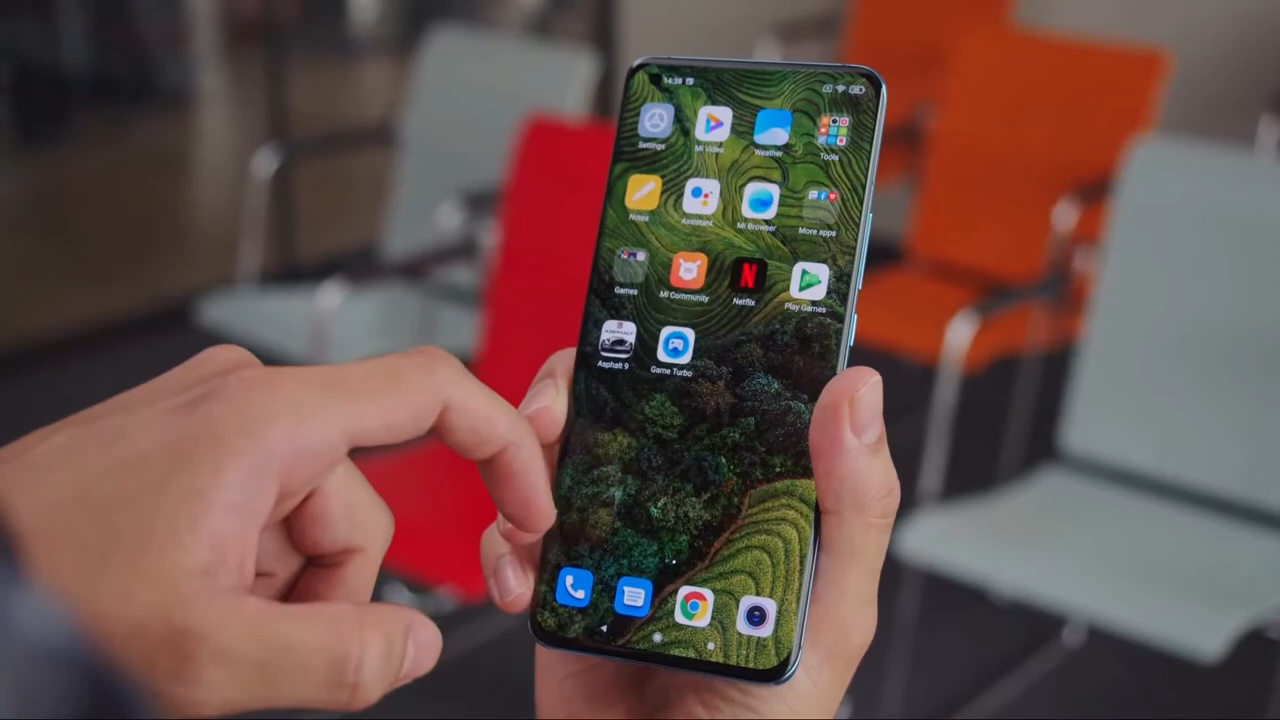 14:38
Settings
Mi Video
Weather
Tools
Notes
Assistant
Mi Browser
More apps
Games
Mi Community
Netflix
Play Games
Asphalt 9
Game Turbo